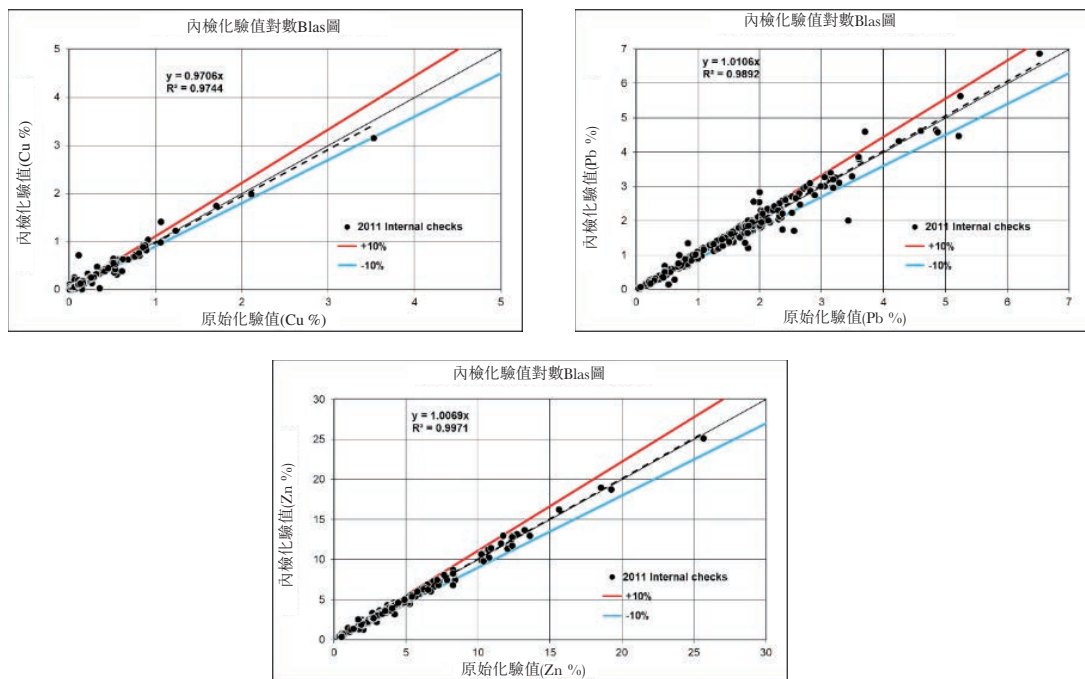 內檢化驗值對數Blas圖
內檢化驗值(Cu %)
5
4
3
2
1
0
y = 0.9706x
R² = 0.9744
2011 Internal checks
+10%
-10%
0 1 2 3 4 5
原始化驗值(Cu %)
內檢化驗值對數Blas圖
內檢化驗值(Pb %)
7
6
5
4
3
2
1
0
y = 1.0106x
R² = 0.9892
2011 Internal checks
+10%
-10%
0 1 2 3 4 5 6 7
原始化驗值(Pb %)
內檢化驗值對數Blas圖
內檢化驗值(Zn %)
30
25
20
15
10
5
0
y = 1.0069x
R² = 0.9971
2011 Internal checks
+10%
-10%
0 5 10 15 20 25 30
原始化驗值(Zn %)